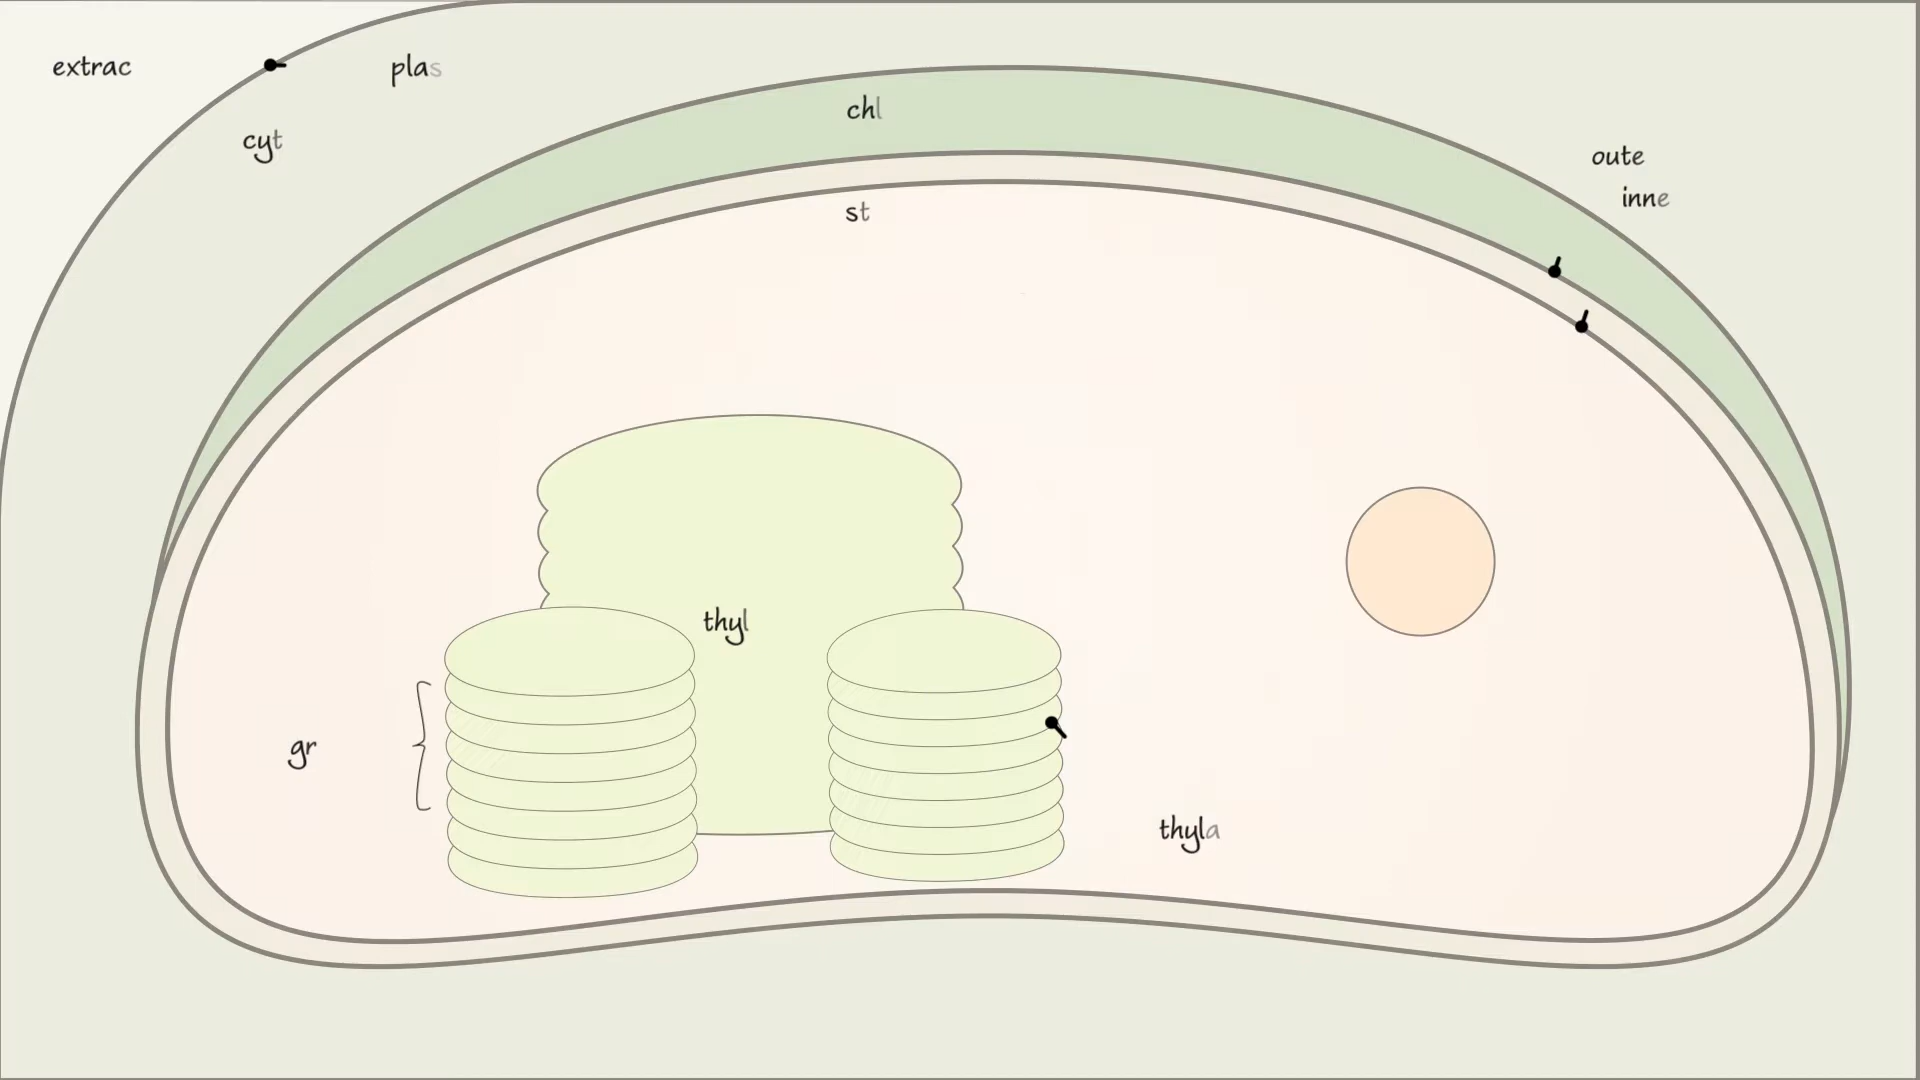 extrac
plas
cyt
chl
oute
inne
st
thyl
gr
thyla